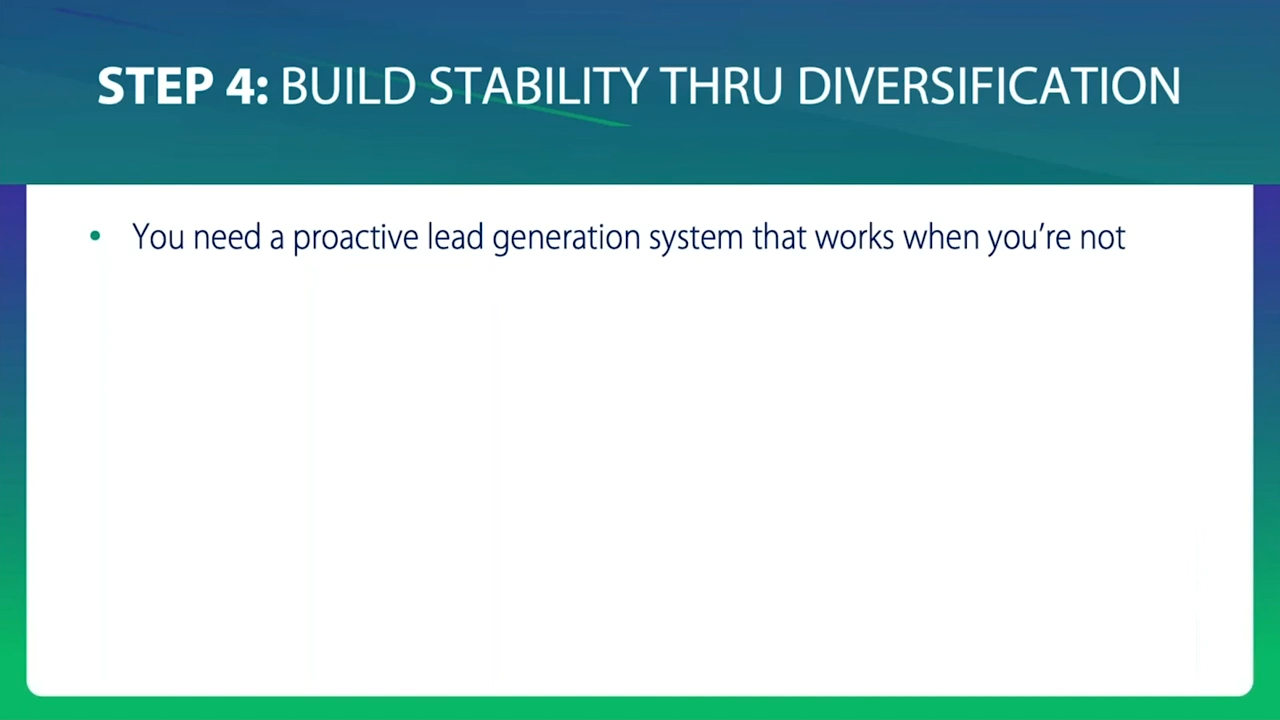 STEP 4: BUILD STABILITY THRU DIVERSIFICATION
• You need a proactive lead generation system that works when you're not